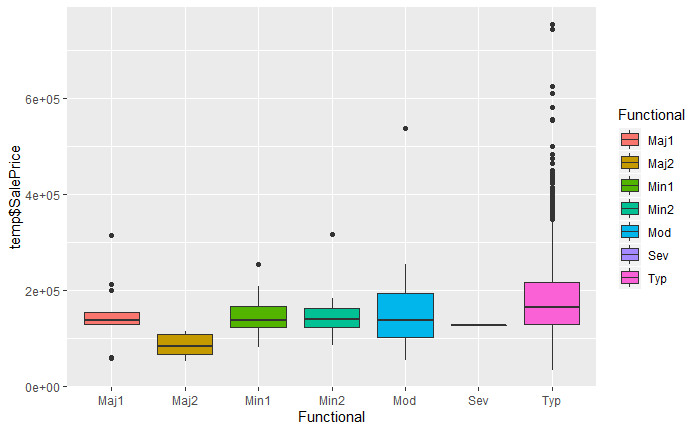 6e+05
4e+05
2e+05
0e+00
temp$SalePrice
Maj1 Maj2 Min1 Min2 Mod Sev Typ
Functional
Functional
Maj1
Maj2
Min1
Min2
Mod
Sev
Typ